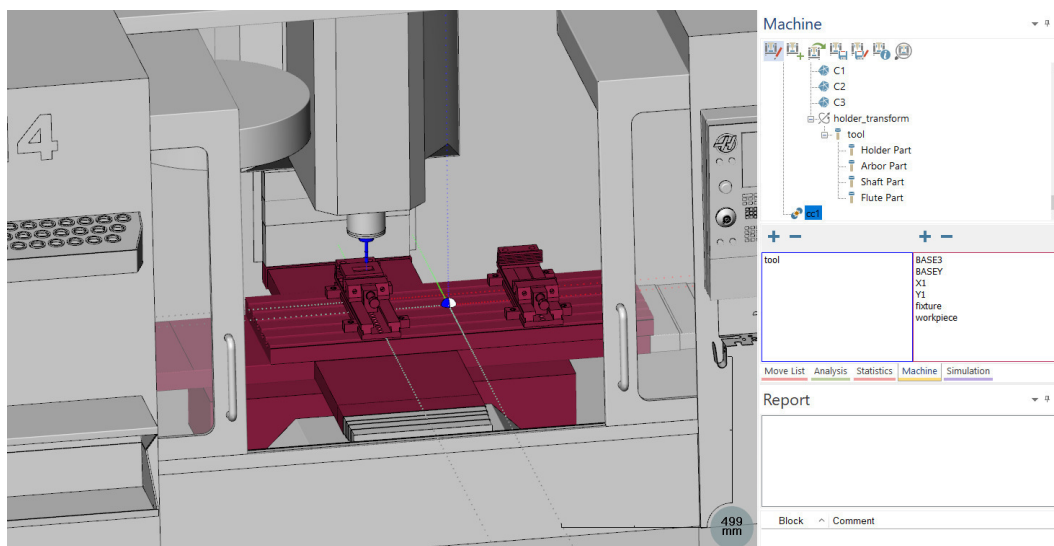 4
499
mm
Machine
C1
C2
C3
holder_transform
tool
Holder Part
Arbor Part
Shaft Part
Flute Part
cc1
tool
BASE3
BASEY
X1
Y1
fixture
workpiece
Move List Analysis Statistics Machine Simulation
Report
Block Comment